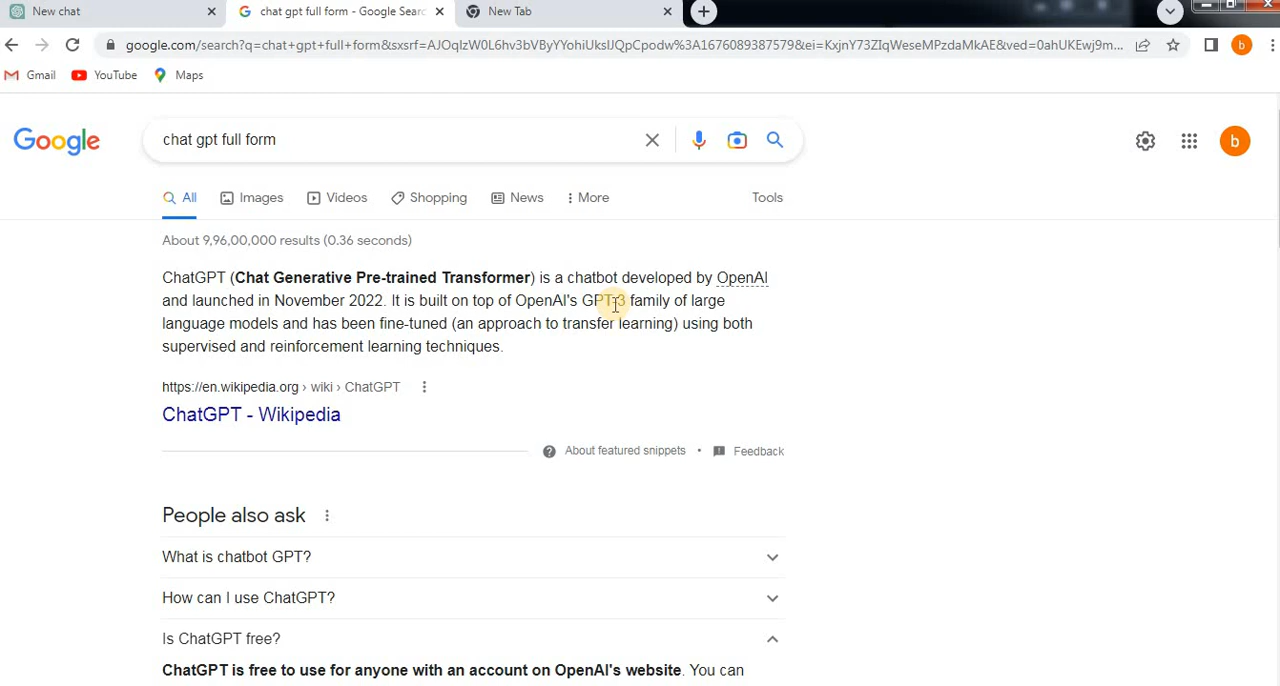 New chat
chat gpt full form - Google Searc
New Tab
google.com/search?q=chat+gpt+full+form&sxsrf=AJOqlzW0L6hv3bVByYYohiUksIJQpCpodw%3A1676089387579&ei=KxjnY73ZIqWeseMPzdaMkAE&ved=0ahUKEwj9m...
b
Gmail
YouTube
Maps
Google
chat gpt full form
b
All
Images
Videos
Shopping
News
More
Tools
About 9,96,00,000 results (0.36 seconds)
ChatGPT (Chat Generative Pre-trained Transformer) is a chatbot developed by OpenAI
and launched in November 2022. It is built on top of OpenAI's GPT-3 family of large
language models and has been fine-tuned (an approach to transfer learning) using both
supervised and reinforcement learning techniques.
https://en.wikipedia.org › wiki › ChatGPT
ChatGPT - Wikipedia
About featured snippets • Feedback
People also ask
What is chatbot GPT?
How can I use ChatGPT?
Is ChatGPT free?
ChatGPT is free to use for anyone with an account on OpenAI's website. You can